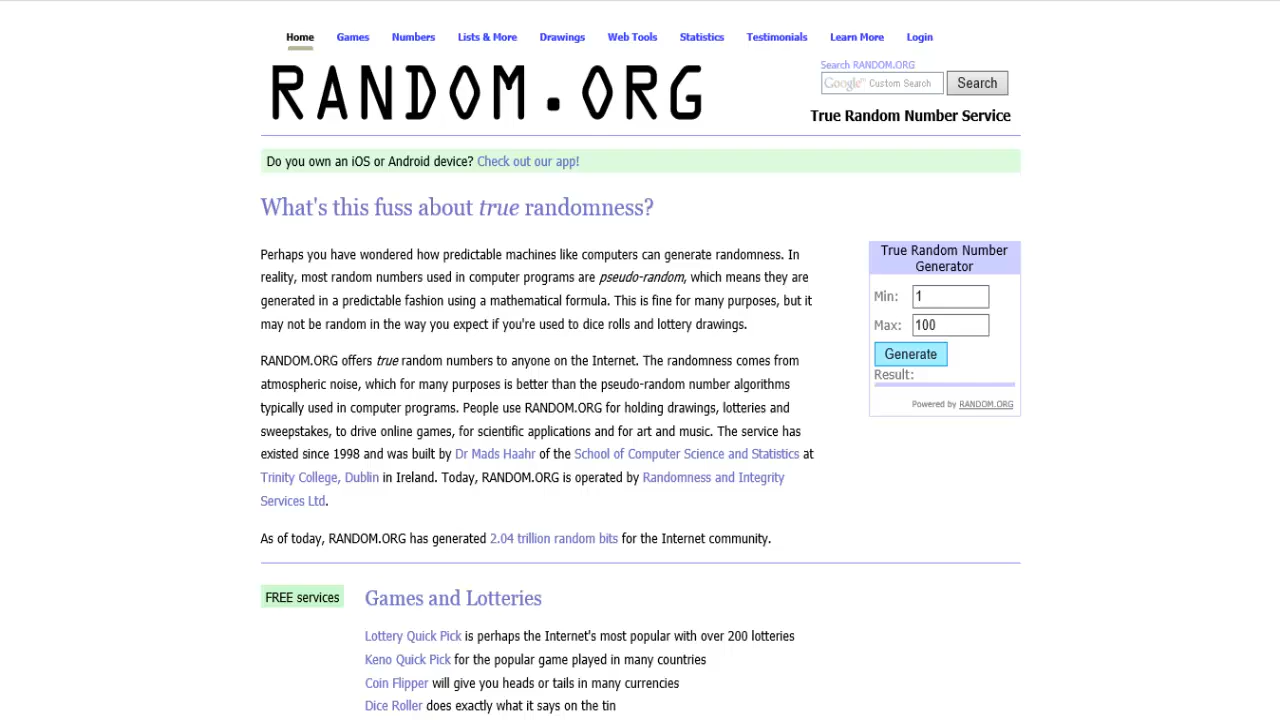 Home Games Numbers Lists & More Drawings Web Tools Statistics Testimonials Learn More Login
RANDOM.ORG
Search RANDOM.ORG
Google™ Custom Search Search
True Random Number Service
Do you own an iOS or Android device? Check out our app!
What's this fuss about true randomness?
Perhaps you have wondered how predictable machines like computers can generate randomness. In
reality, most random numbers used in computer programs are pseudo-random, which means they are
generated in a predictable fashion using a mathematical formula. This is fine for many purposes, but it
may not be random in the way you expect if you're used to dice rolls and lottery drawings.
RANDOM.ORG offers true random numbers to anyone on the Internet. The randomness comes from
atmospheric noise, which for many purposes is better than the pseudo-random number algorithms
typically used in computer programs. People use RANDOM.ORG for holding drawings, lotteries and
sweepstakes, to drive online games, for scientific applications and for art and music. The service has
existed since 1998 and was built by Dr Mads Haahr of the School of Computer Science and Statistics at
Trinity College, Dublin in Ireland. Today, RANDOM.ORG is operated by Randomness and Integrity
Services Ltd.
As of today, RANDOM.ORG has generated 2.04 trillion random bits for the Internet community.
True Random Number
Generator
Min: 1
Max: 100
Generate
Result:
Powered by RANDOM.ORG
FREE services
Games and Lotteries
Lottery Quick Pick is perhaps the Internet's most popular with over 200 lotteries
Keno Quick Pick for the popular game played in many countries
Coin Flipper will give you heads or tails in many currencies
Dice Roller does exactly what it says on the tin